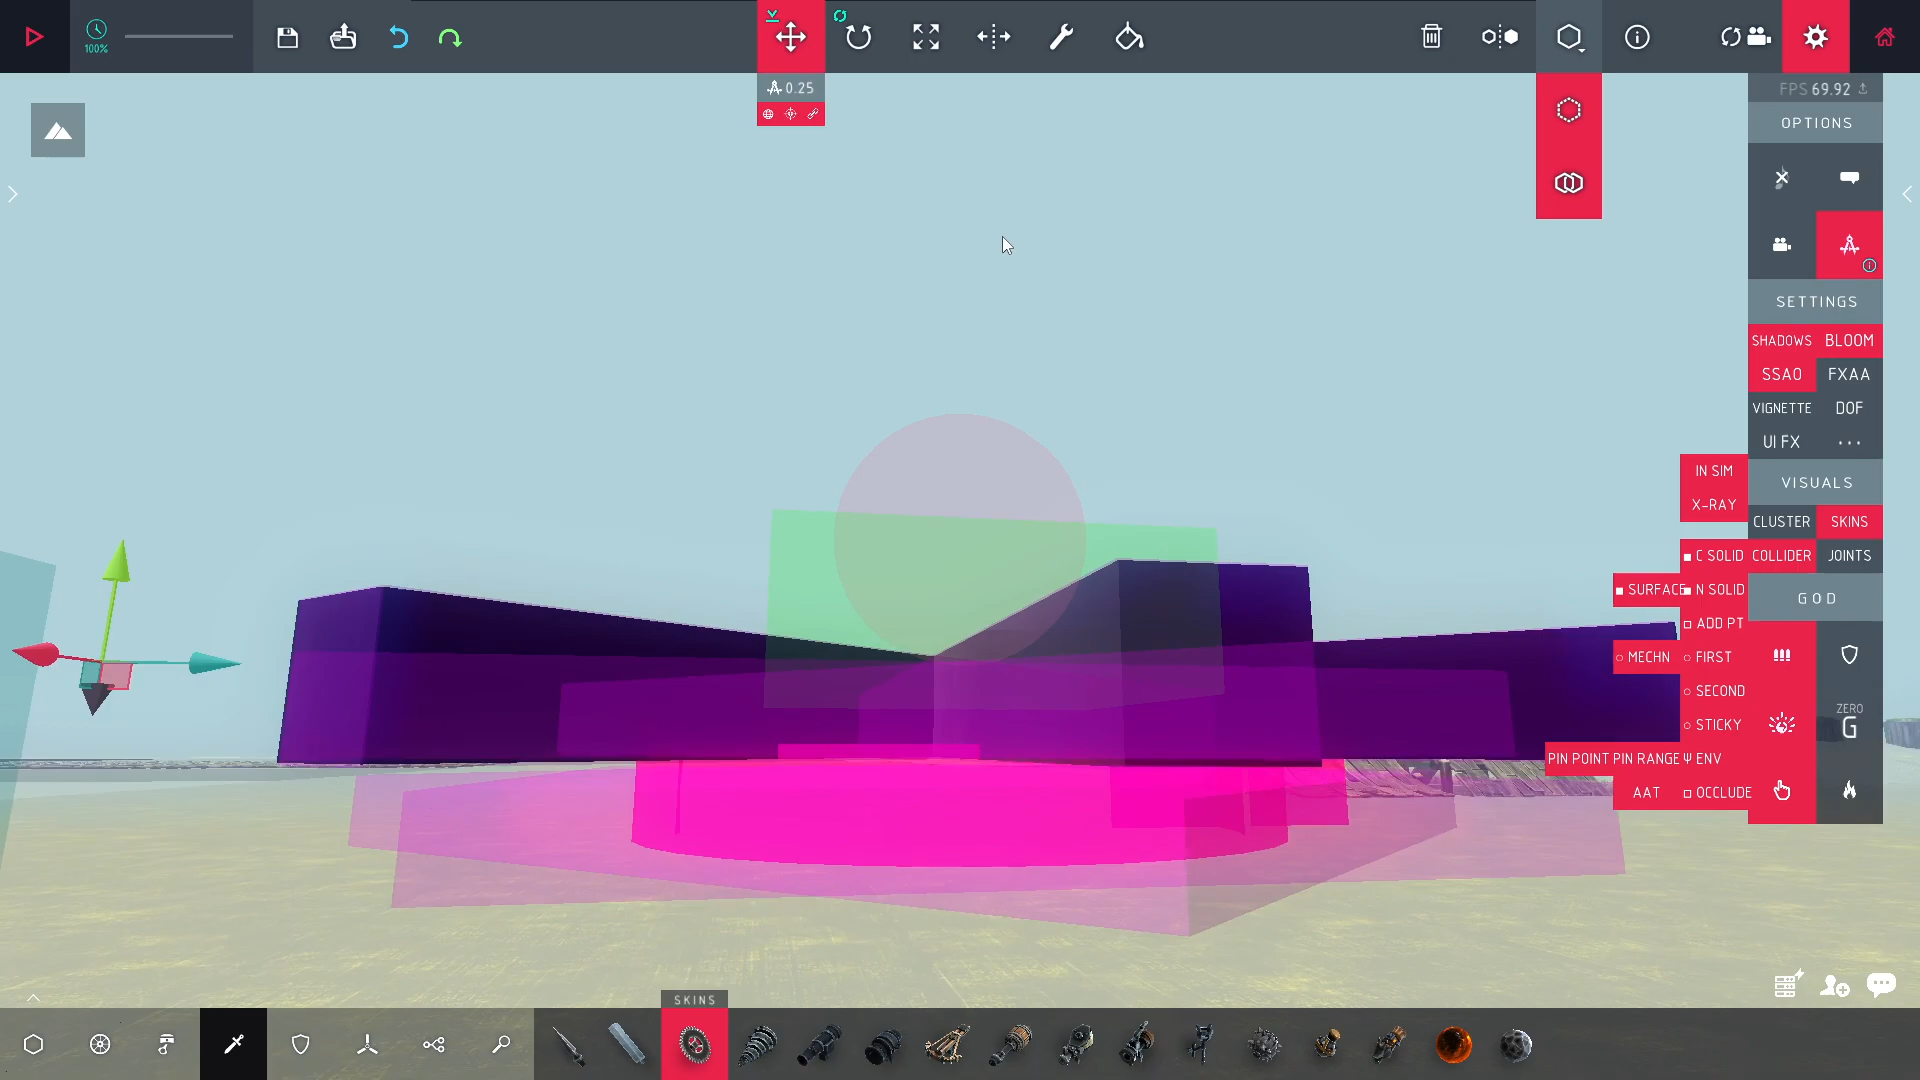 100%
0.25
FPS 69.92
OPTIONS
SETTINGS
SHADOWS BLOOM
SSAO FXAA
VIGNETTE DOF
UI FX ...
IN SIM
VISUALS
X-RAY
CLUSTER SKINS
C SOLID COLLIDER JOINTS
SURFACE N SOLID
GOD
ADD PT
MECHN FIRST
SECOND
ZERO
G
STICKY
PIN POINT PIN RANGE Ψ ENV
AAT OCCLUDE
SKINS